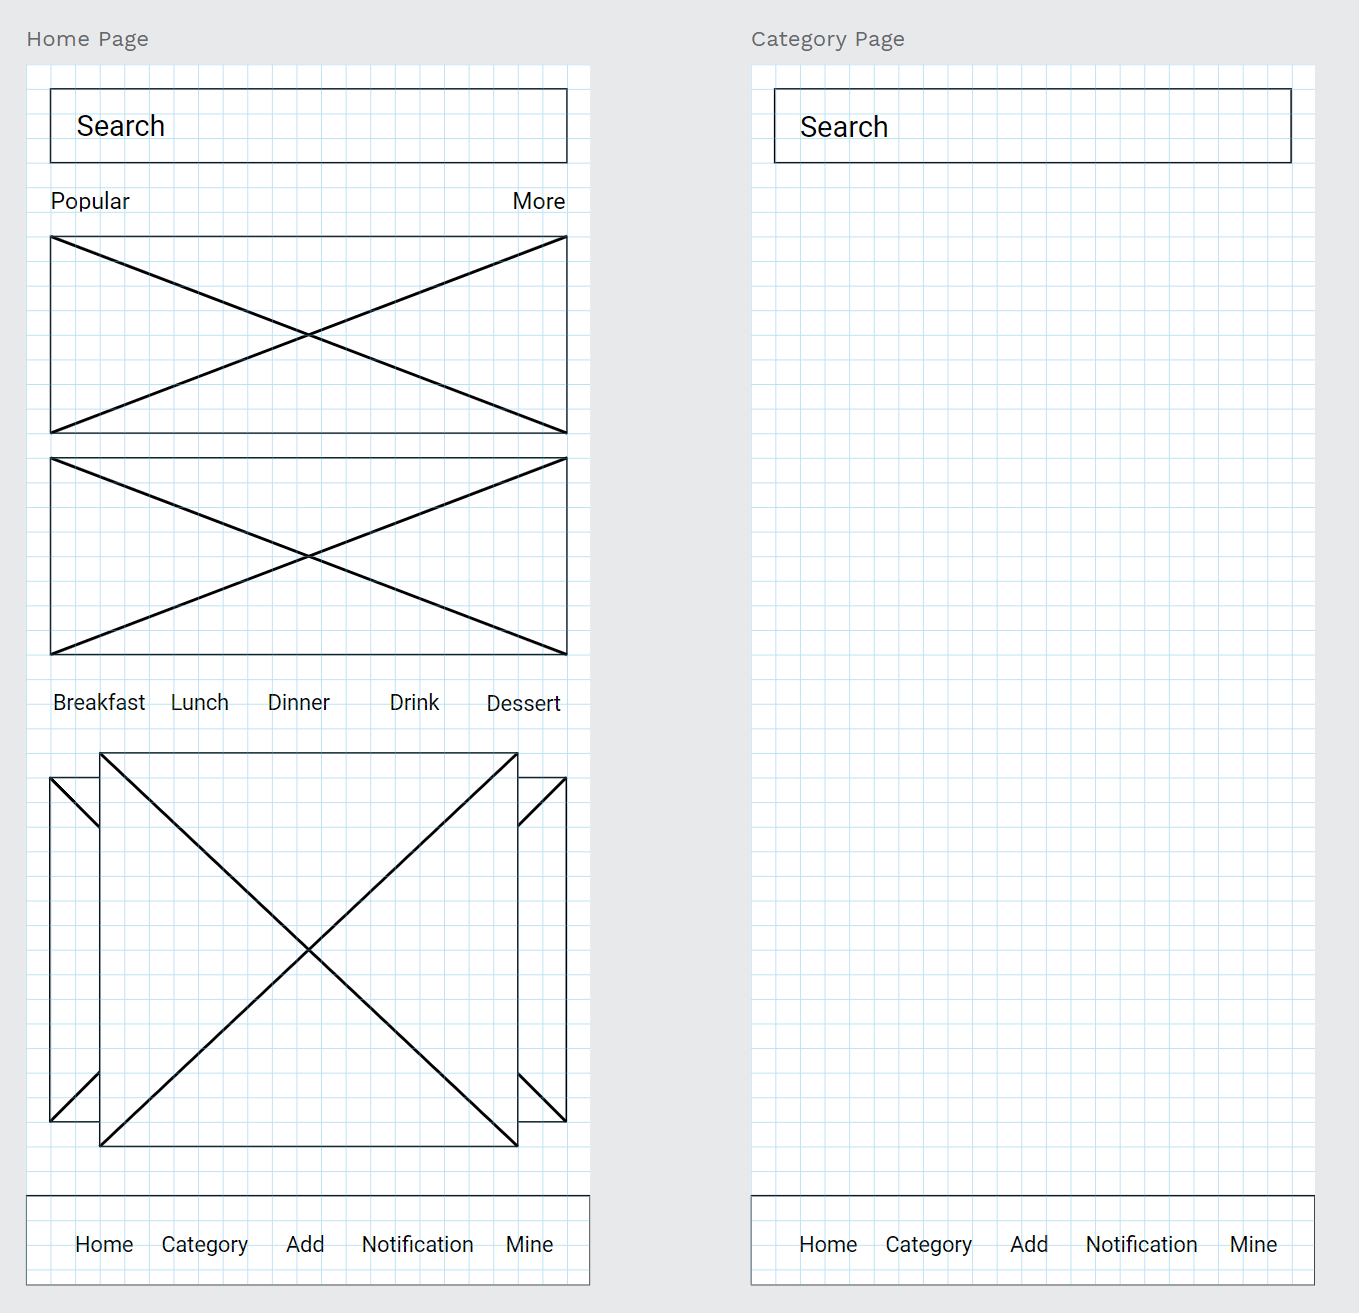 Home Page
Search
Popular More
Breakfast Lunch Dinner Drink Dessert
Home Category Add Notification Mine
Category Page
Search
Home Category Add Notification Mine